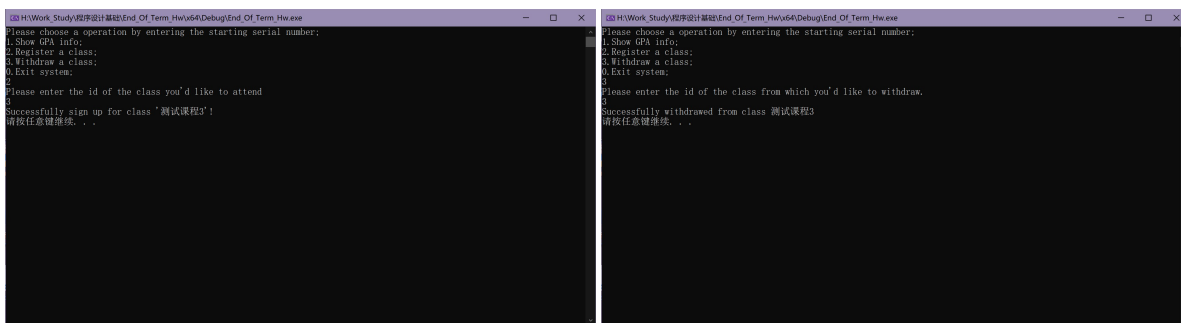 H:\Work_Study\程序设计基础\End_Of_Term_Hw\x64\Debug\End_Of_Term_Hw.exe
Please choose a operation by entering the starting serial number;
1.Show GPA info;
2.Register a class;
3.Withdraw a class;
0.Exit system;
2
Please enter the id of the class you'd like to attend
3
Successfully sign up for class '测试课程3'!
请按任意键继续. . .
H:\Work_Study\程序设计基础\End_Of_Term_Hw\x64\Debug\End_Of_Term_Hw.exe
Please choose a operation by entering the starting serial number;
1.Show GPA info;
2.Register a class;
3.Withdraw a class;
0.Exit system;
3
Please enter the id of the class from which you'd like to withdraw.
3
Successfully withdrawed from class 测试课程3
请按任意键继续. . .